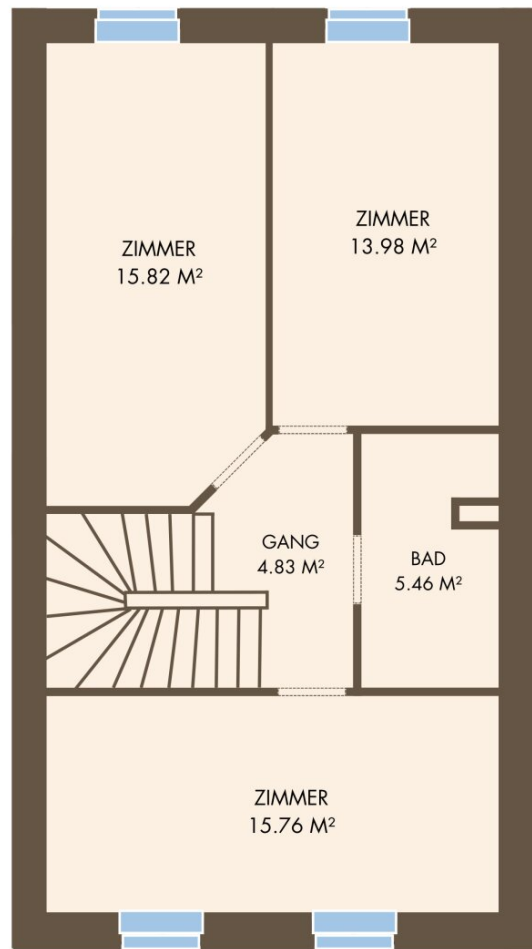 ZIMMER
15.82 M²
ZIMMER
13.98 M²
GANG
4.83 M²
BAD
5.46 M²
ZIMMER
15.76 M²